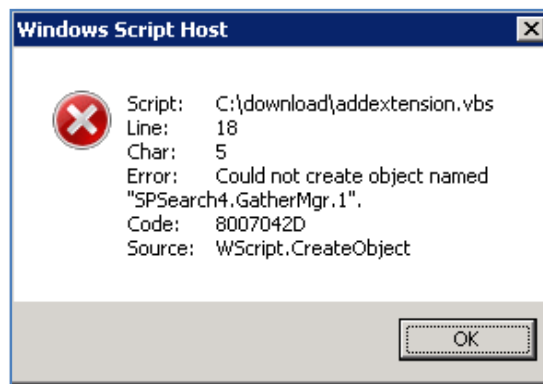 Windows Script Host
Script: C:\download\addextension.vbs
Line: 18
Char: 5
Error: Could not create object named
"SPSearch4.GatherMgr.1".
Code: 8007042D
Source: WScript.CreateObject
OK